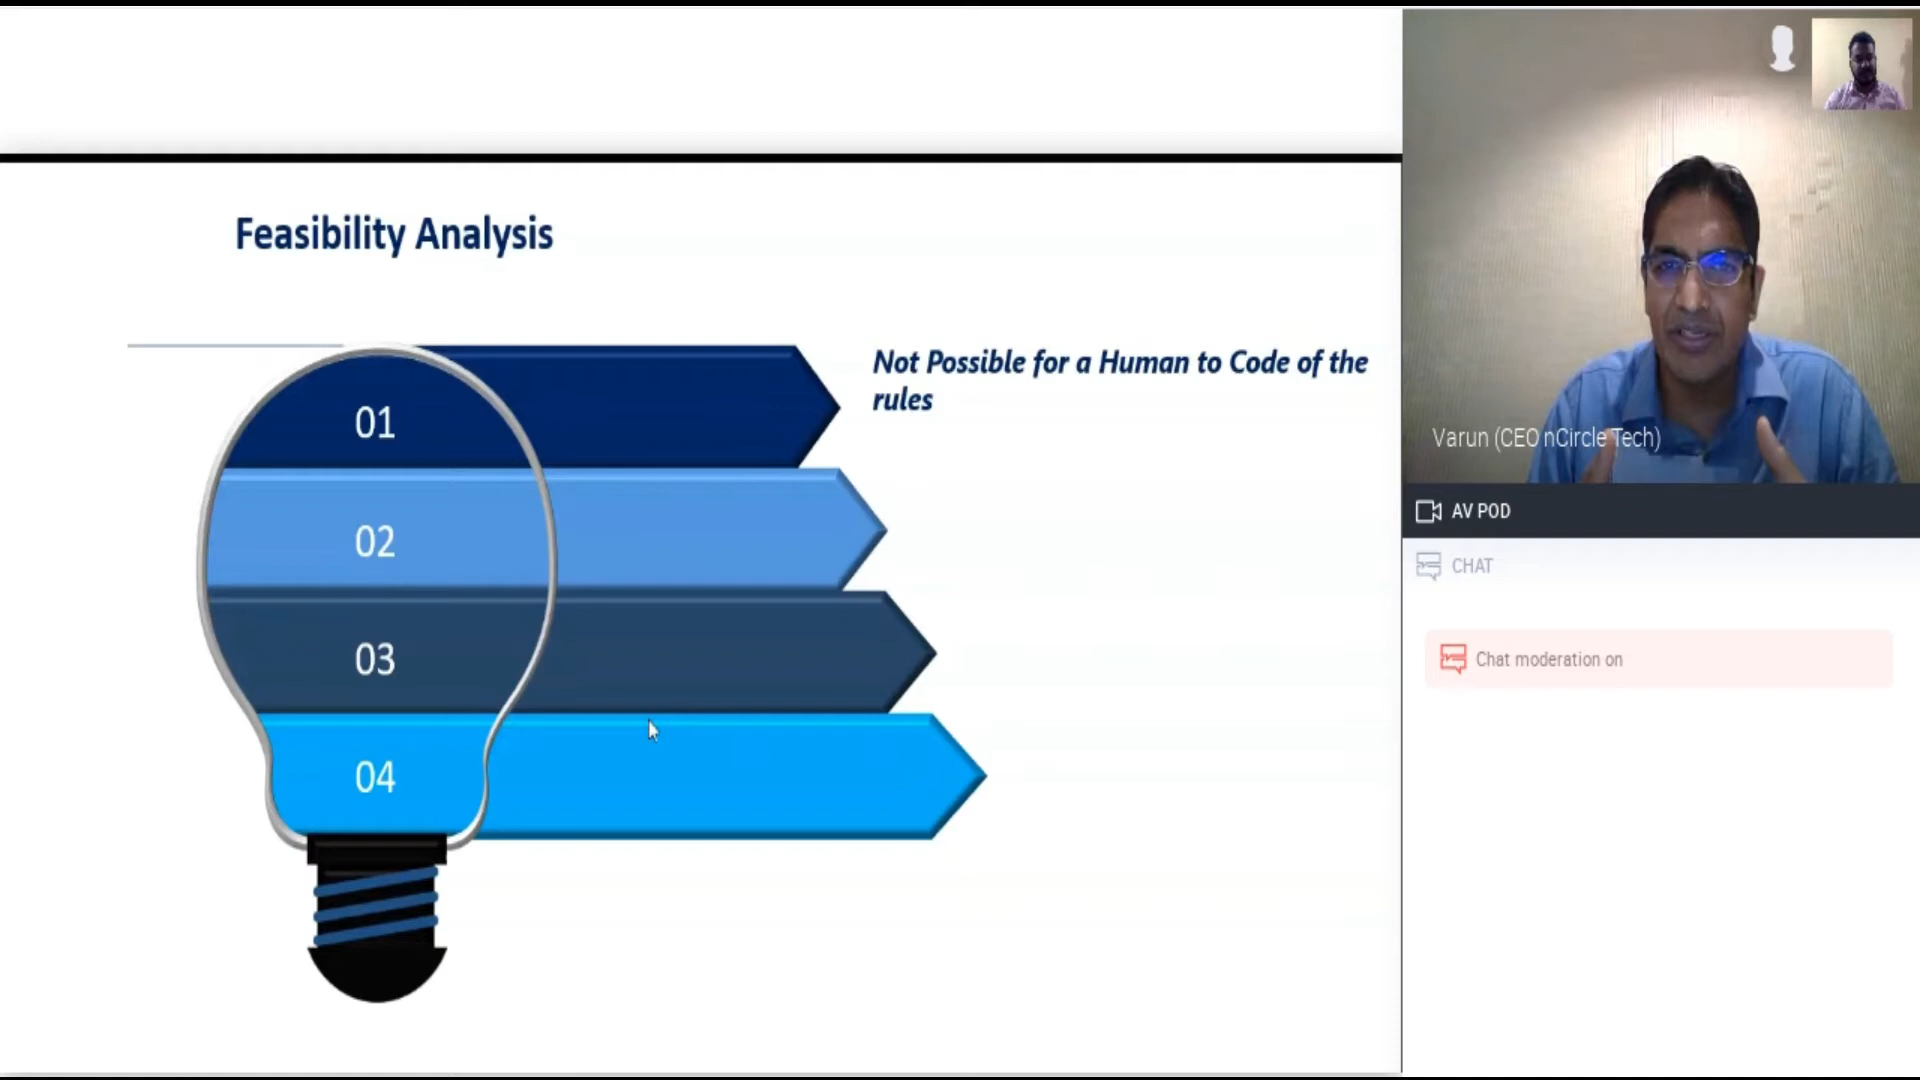 Feasibility Analysis
Not Possible for a Human to Code of the
rules
01
02
03
04
Varun (CEO nCircle Tech)
AV POD
CHAT
Chat moderation on